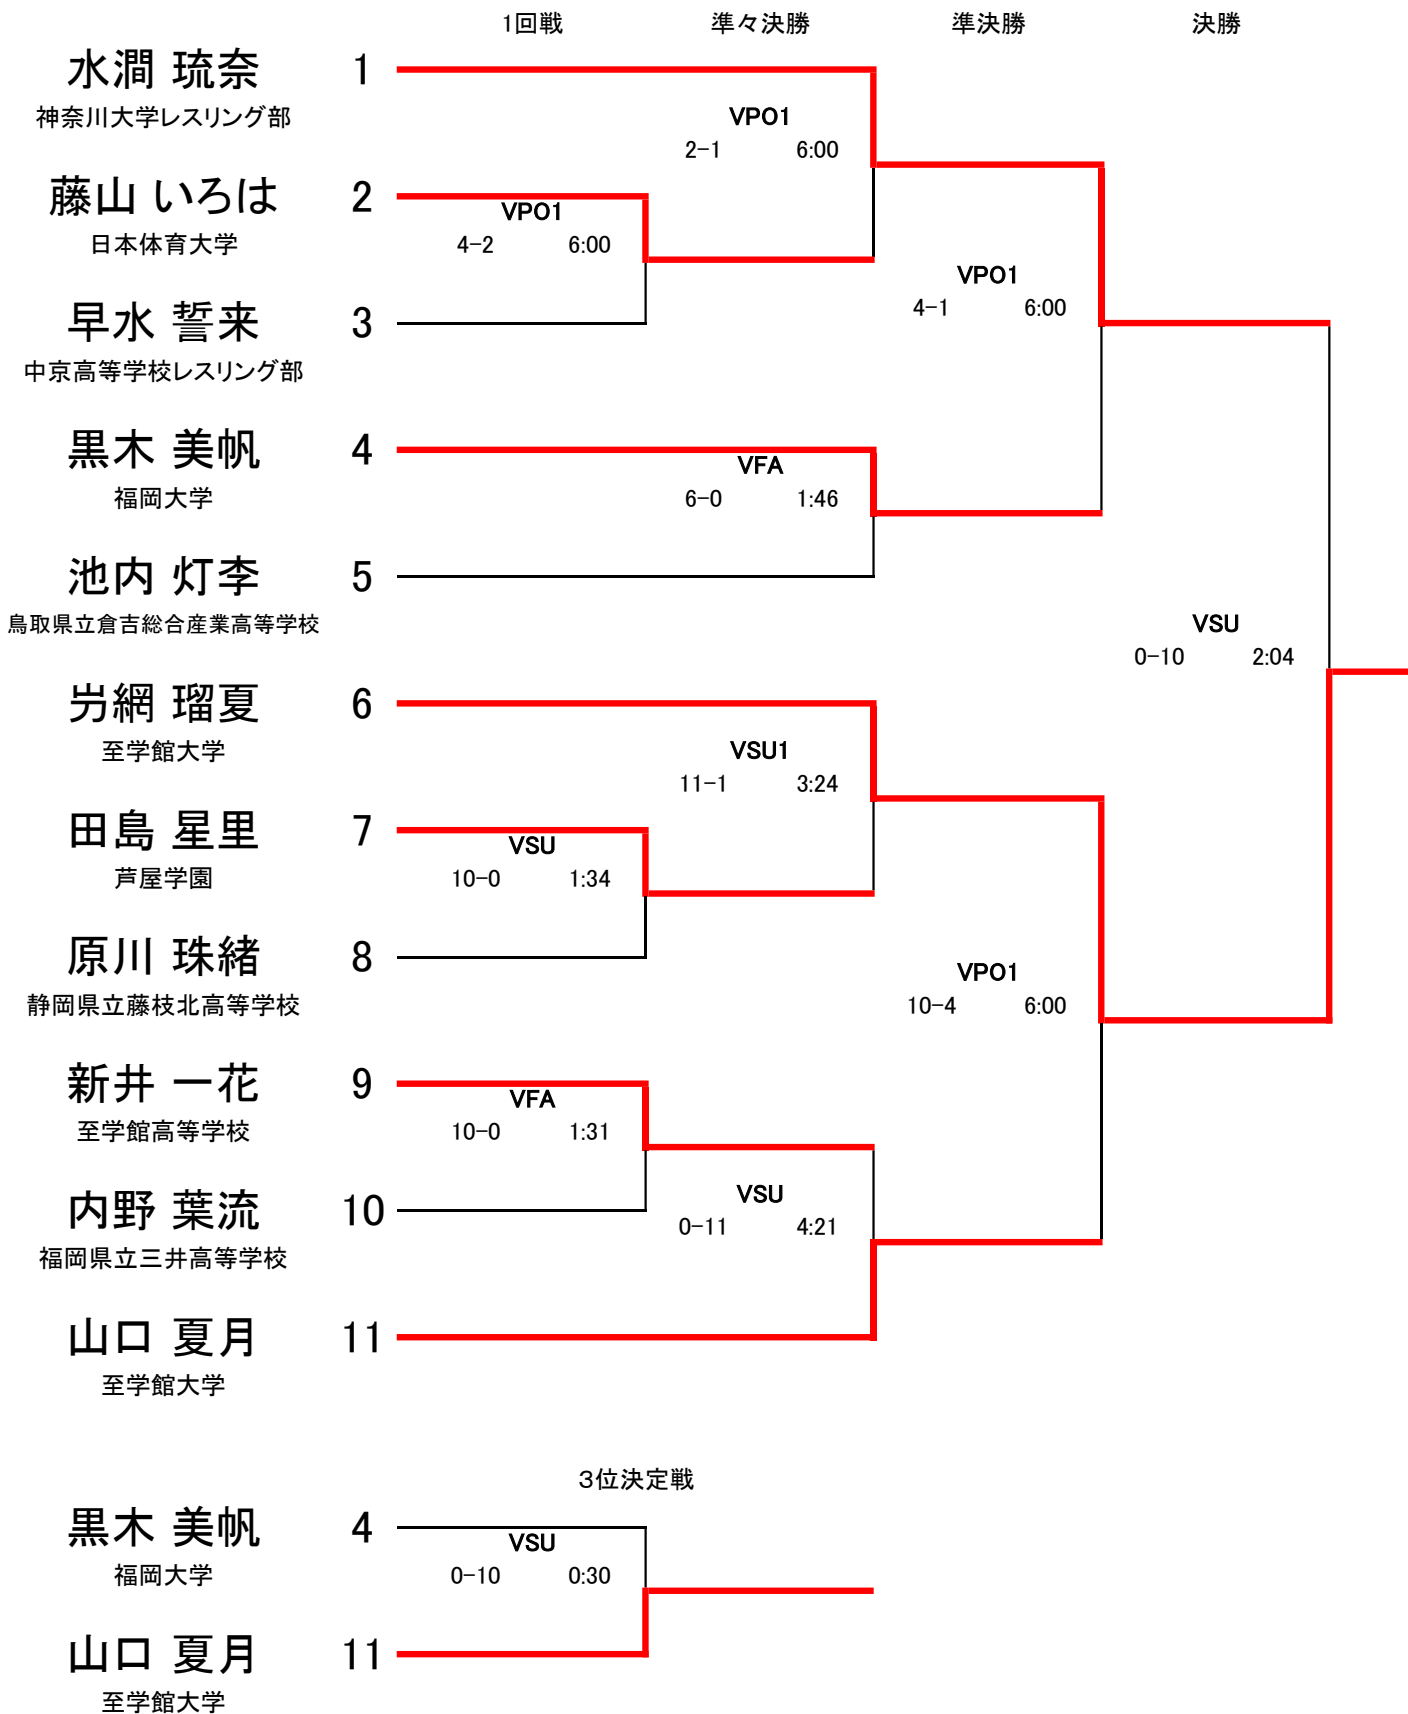 1回戦 準々決勝 準決勝 決勝
水澗 琉奈 1
神奈川大学レスリング部
VPO1
2-1 6:00
藤山 いろは 2
日本体育大学
VPO1
4-2 6:00
早水 誓来 3
中京高等学校レスリング部
VPO1
4-1 6:00
黒木 美帆 4
福岡大学
VFA
6-0 1:46
池内 灯李 5
鳥取県立倉吉総合産業高等学校
VSU
0-10 2:04
屶網 瑠夏 6
至学館大学
VSU1
11-1 3:24
田島 星里 7
芦屋学園
VSU
10-0 1:34
原川 珠緒 8
静岡県立藤枝北高等学校
VPO1
10-4 6:00
新井 一花 9
至学館高等学校
VFA
10-0 1:31
内野 葉流 10
福岡県立三井高等学校
VSU
0-11 4:21
山口 夏月 11
至学館大学
3位決定戦
黒木 美帆 4
福岡大学
VSU
0-10 0:30
山口 夏月 11
至学館大学